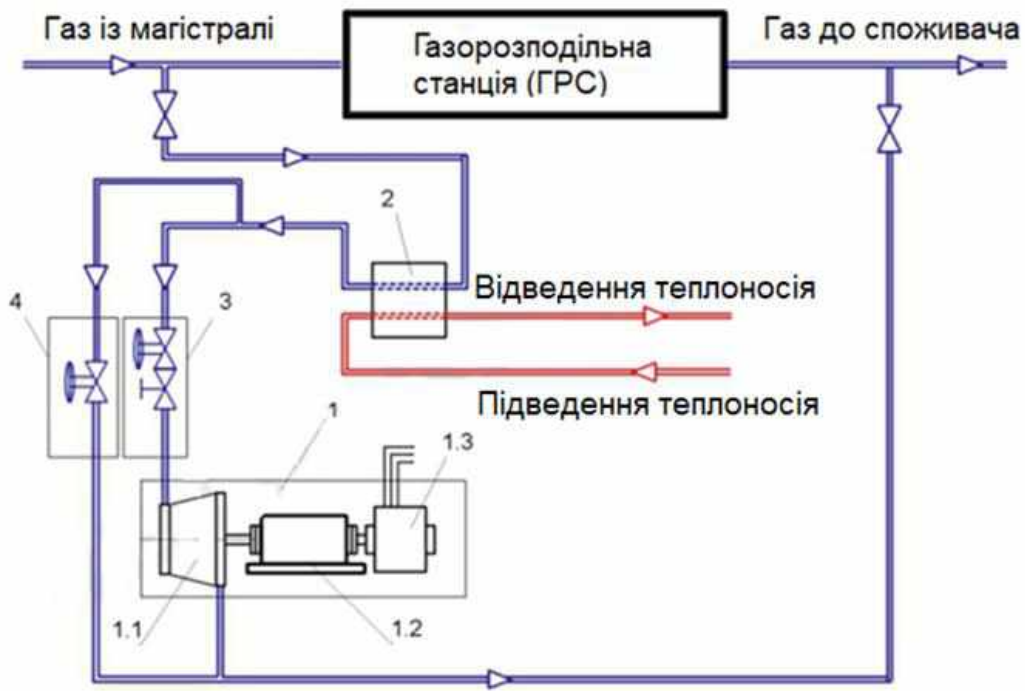 Газ із магістралі
Газорозподільна
станція (ГРС)
Газ до споживача
2
4
3
Відведення теплоносія
Підведення теплоносія
1
1.3
1.1
1.2